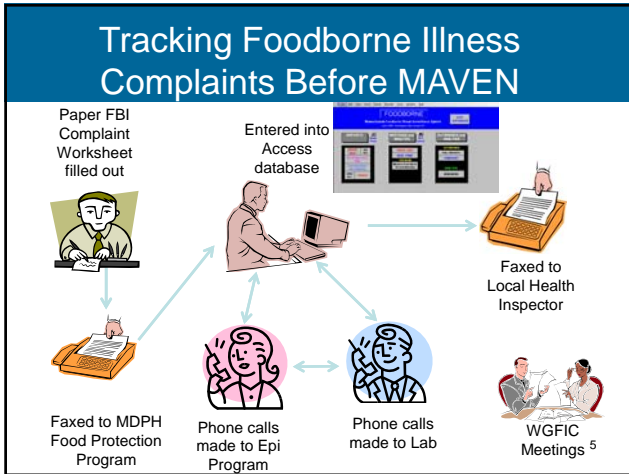 Tracking Foodborne Illness
Complaints Before MAVEN
Paper FBI
Complaint
Worksheet
filled out
Entered into
Access
database
FOODBORNE
Faxed to
Local Health
Inspector
Faxed to MDPH
Food Protection
Program
Phone calls
made to Epi
Program
Phone calls
made to Lab
WGFIC
Meetings 5